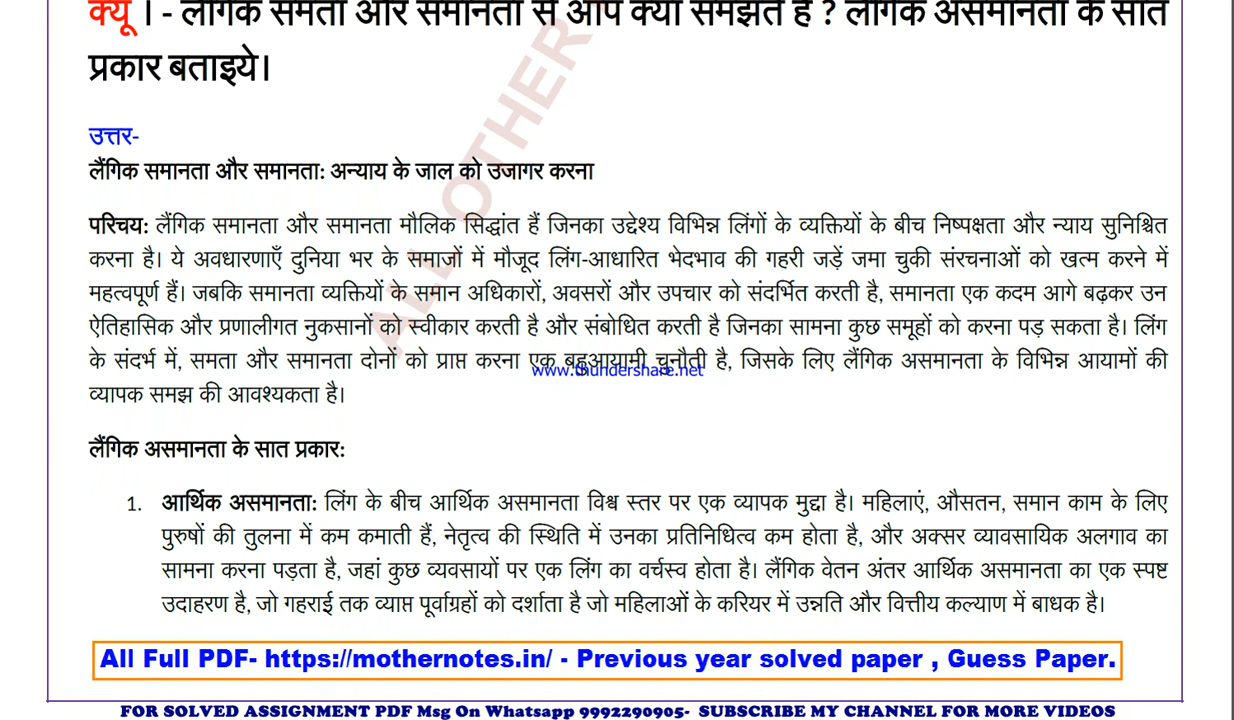 क्यू । - लैंगिक समता और समानता से आप क्या समझते हैं ? लैंगिक असमानता के सात
प्रकार बताइये।
उत्तर-
लैंगिक समानता और समानता: अन्याय के जाल को उजागर करना
परिचय: लैंगिक समानता और समानता मौलिक सिद्धांत हैं जिनका उद्देश्य विभिन्न लिंगों के व्यक्तियों के बीच निष्पक्षता और न्याय सुनिश्चित
करना है। ये अवधारणाएँ दुनिया भर के समाजों में मौजूद लिंग-आधारित भेदभाव की गहरी जड़ें जमा चुकी संरचनाओं को खत्म करने में
महत्वपूर्ण हैं। जबकि समानता व्यक्तियों के समान अधिकारों, अवसरों और उपचार को संदर्भित करती है, समानता एक कदम आगे बढ़कर उन
ऐतिहासिक और प्रणालीगत नुकसानों को स्वीकार करती है और संबोधित करती है जिनका सामना कुछ समूहों को करना पड़ सकता है। लिंग
के संदर्भ में, समता और समानता दोनों को प्राप्त करना एक बहुआयामी चुनौती है, जिसके लिए लैंगिक असमानता के विभिन्न आयामों की
www.thundershare.net
व्यापक समझ की आवश्यकता है।
लैंगिक असमानता के सात प्रकार:
1. आर्थिक असमानता: लिंग के बीच आर्थिक असमानता विश्व स्तर पर एक व्यापक मुद्दा है। महिलाएं, औसतन, समान काम के लिए
पुरुषों की तुलना में कम कमाती हैं, नेतृत्व की स्थिति में उनका प्रतिनिधित्व कम होता है, और अक्सर व्यावसायिक अलगाव का
सामना करना पड़ता है, जहां कुछ व्यवसायों पर एक लिंग का वर्चस्व होता है। लैंगिक वेतन अंतर आर्थिक असमानता का एक स्पष्ट
उदाहरण है, जो गहराई तक व्याप्त पूर्वाग्रहों को दर्शाता है जो महिलाओं के करियर में उन्नति और वित्तीय कल्याण में बाधक है।
ALL OTHER
All Full PDF- https://mothernotes.in/ - Previous year solved paper , Guess Paper.
FOR SOLVED ASSIGNMENT PDF Msg On Whatsapp 9992290905- SUBSCRIBE MY CHANNEL FOR MORE VIDEOS